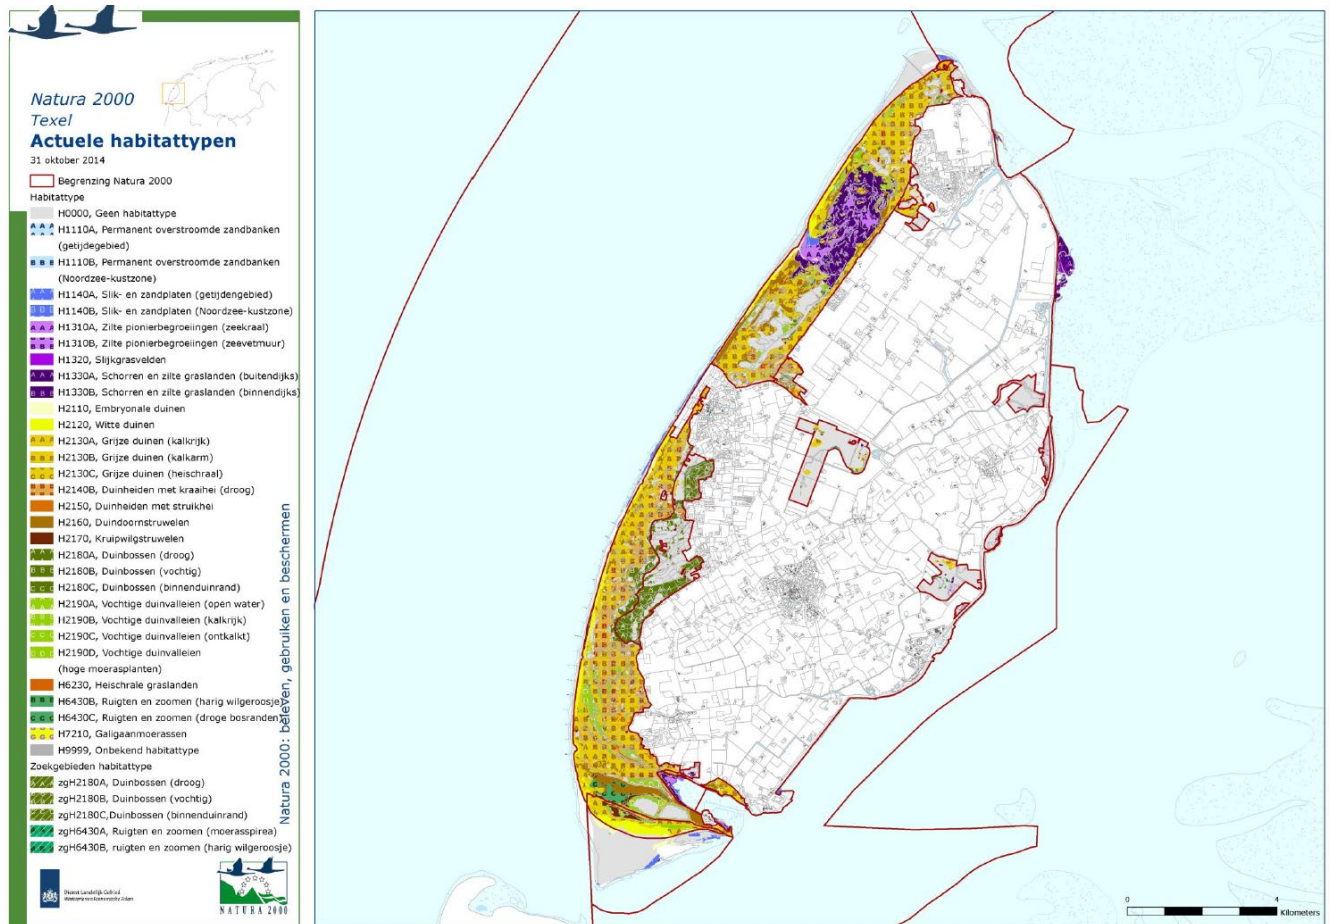 Natura 2000
Texel
Actuele habitattypen
31 oktober 2014
Begrenzing Natura 2000
Habitattype
H0000, Geen habitattype
H1110A, Permanent overstroomde zandbanken
(getijdegebied)
H1110B, Permanent overstroomde zandbanken
(Noordzee-kustzone)
H1140A, Slik- en zandplaten (getijdengebied)
H1140B, Slik- en zandplaten (Noordzee-kustzone)
H1310A, Zilte pionierbegroeiingen (zeekraal)
H1310B, Zilte pionierbegroeiingen (zeevetmuur)
H1320, Slijkgrasvelden
H1330A, Schorren en zilte graslanden (buitendijks)
H1330B, Schorren en zilte graslanden (binnendijks)
H2110, Embryonale duinen
H2120, Witte duinen
H2130A, Grijze duinen (kalkrijk)
H2130B, Grijze duinen (kalkarm)
H2130C, Grijze duinen (heischraal)
H2140B, Duinheiden met kraaihei (droog)
H2150, Duinheiden met struikhei
H2160, Duindoornstruwelen
H2170, Kruipwilgstruwelen
H2180A, Duinbossen (droog)
H2180B, Duinbossen (vochtig)
H2180C, Duinbossen (binnenduinrand)
H2190A, Vochtige duinvalleien (open water)
H2190B, Vochtige duinvalleien (kalkrijk)
H2190C, Vochtige duinvalleien (ontkalkt)
H2190D, Vochtige duinvalleien
(hoge moerasplanten)
H6230, Heischrale graslanden
H6430B, Ruigten en zoomen (harig wilgeroosje)
H6430C, Ruigten en zoomen (droge bosranden)
H7210, Galigaanmoerassen
H9999, Onbekend habitattype
Zoekgebieden habitattype
zgH2180A, Duinbossen (droog)
zgH2180B, Duinbossen (vochtig)
zgH2180C,Duinbossen (binnenduinrand)
zgH6430A, Ruigten en zoomen (moerasspirea)
zgH6430B, ruigten en zoomen (harig wilgeroosje)
Natura 2000: beleven, gebruiken en beschermen
Dienst Landelijk Gebied
NATURA 2000
0 4
Kilometers